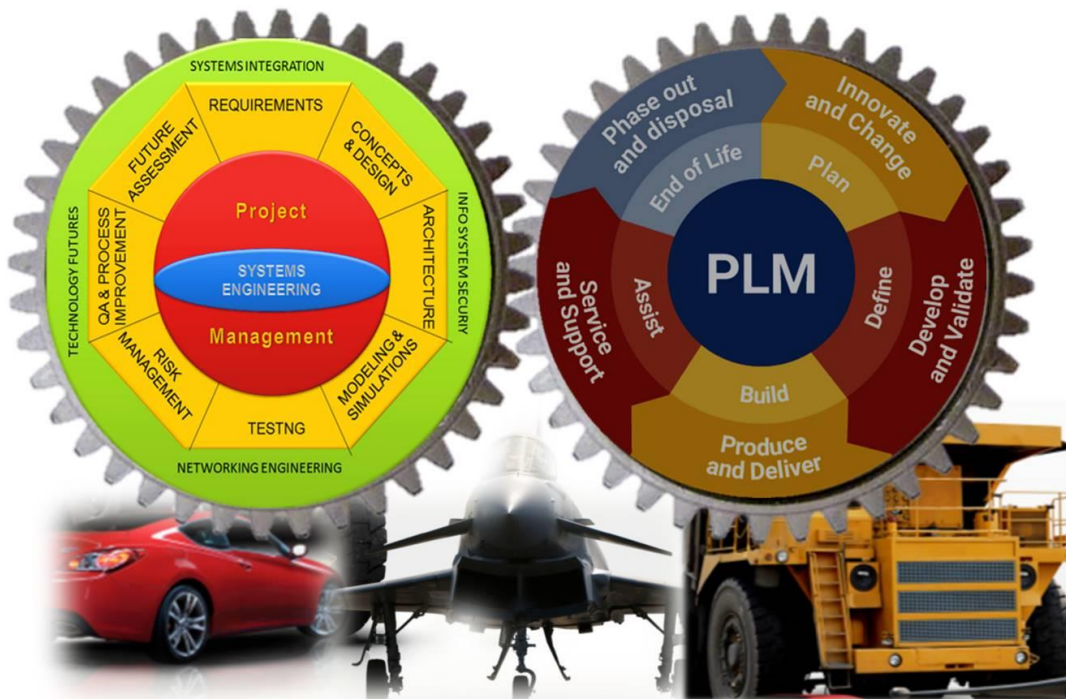 SYSTEMS INTEGRATION
REQUIREMENTS
CONCEPTS
& DESIGN
ARCHITECTURE
MODELING &
SIMULATIONS
TESTNG
RISK
MANAGEMENT
QA & PROCESS
IMPROVEMENT
FUTURE
ASSESSMENT
INFO SYSTEM SECURIY
NETWORKING ENGINEERING
TECHNOLOGY FUTURES
Project
SYSTEMS
ENGINEERING
Management
Innovate
and Change
Develop
and Validate
Produce
and Deliver
Service
and Support
Phase out
and disposal
Plan
Define
Build
Assist
End of Life
PLM